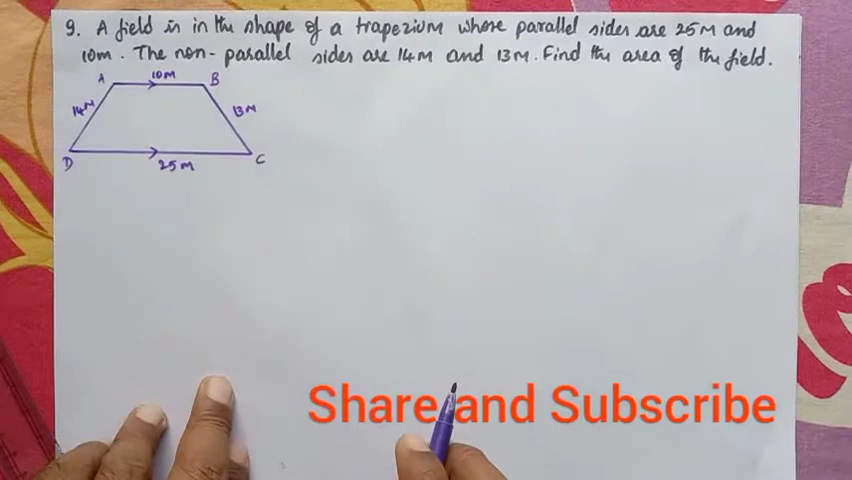 9. A field is in the shape of a trapezium whose parallel sides are 25M and
10m. The non-parallel sides are 14M and 13M. Find the area of the field.
A 10M B
14M 13M
D 25M C
Share and Subscribe